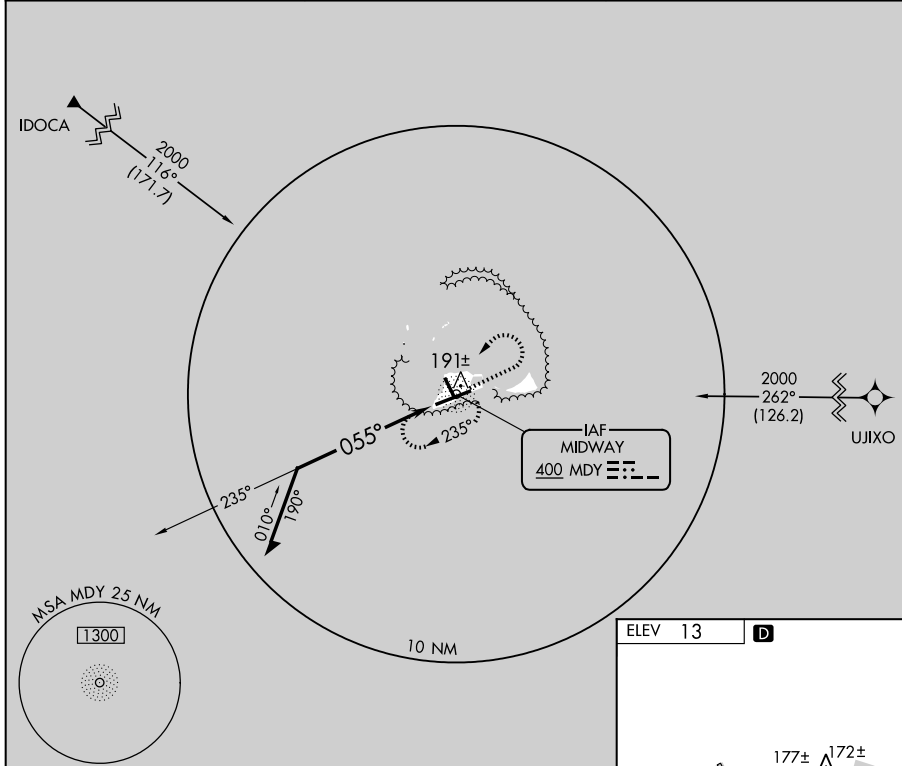 IDOCA
2000
116°
(171.7)
191±
2000
262°
(126.2)
UJIXO
055°
235°
IAF
MIDWAY
400 MDY
235°
010°
190°
MSA MDY 25 NM
1300
10 NM
ELEV 13
D
177±
172±